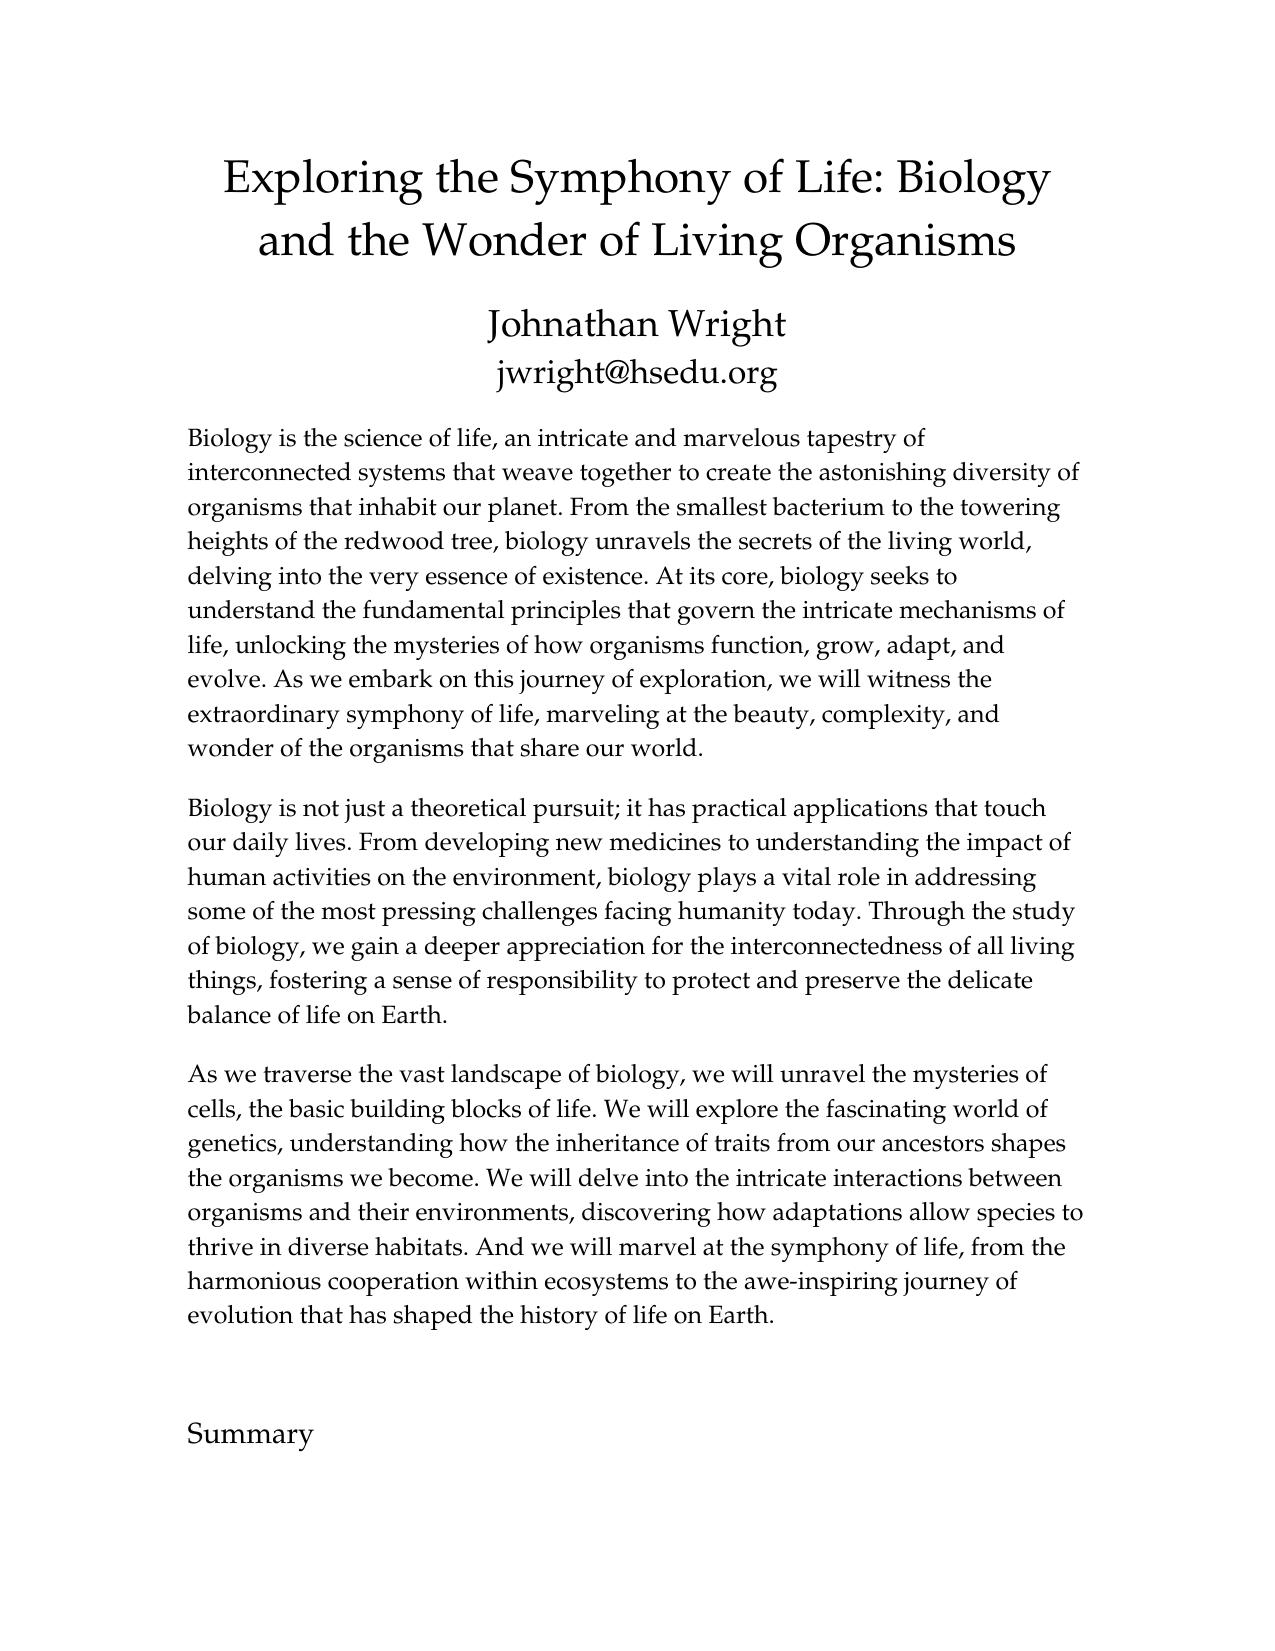 Exploring the Symphony of Life: Biology
and the Wonder of Living Organisms
Johnathan Wright
jwright@hsedu.org
Biology is the science of life, an intricate and marvelous tapestry of
interconnected systems that weave together to create the astonishing diversity of
organisms that inhabit our planet. From the smallest bacterium to the towering
heights of the redwood tree, biology unravels the secrets of the living world,
delving into the very essence of existence. At its core, biology seeks to
understand the fundamental principles that govern the intricate mechanisms of
life, unlocking the mysteries of how organisms function, grow, adapt, and
evolve. As we embark on this journey of exploration, we will witness the
extraordinary symphony of life, marveling at the beauty, complexity, and
wonder of the organisms that share our world.
Biology is not just a theoretical pursuit; it has practical applications that touch
our daily lives. From developing new medicines to understanding the impact of
human activities on the environment, biology plays a vital role in addressing
some of the most pressing challenges facing humanity today. Through the study
of biology, we gain a deeper appreciation for the interconnectedness of all living
things, fostering a sense of responsibility to protect and preserve the delicate
balance of life on Earth.
As we traverse the vast landscape of biology, we will unravel the mysteries of
cells, the basic building blocks of life. We will explore the fascinating world of
genetics, understanding how the inheritance of traits from our ancestors shapes
the organisms we become. We will delve into the intricate interactions between
organisms and their environments, discovering how adaptations allow species to
thrive in diverse habitats. And we will marvel at the symphony of life, from the
harmonious cooperation within ecosystems to the awe-inspiring journey of
evolution that has shaped the history of life on Earth.
Summary